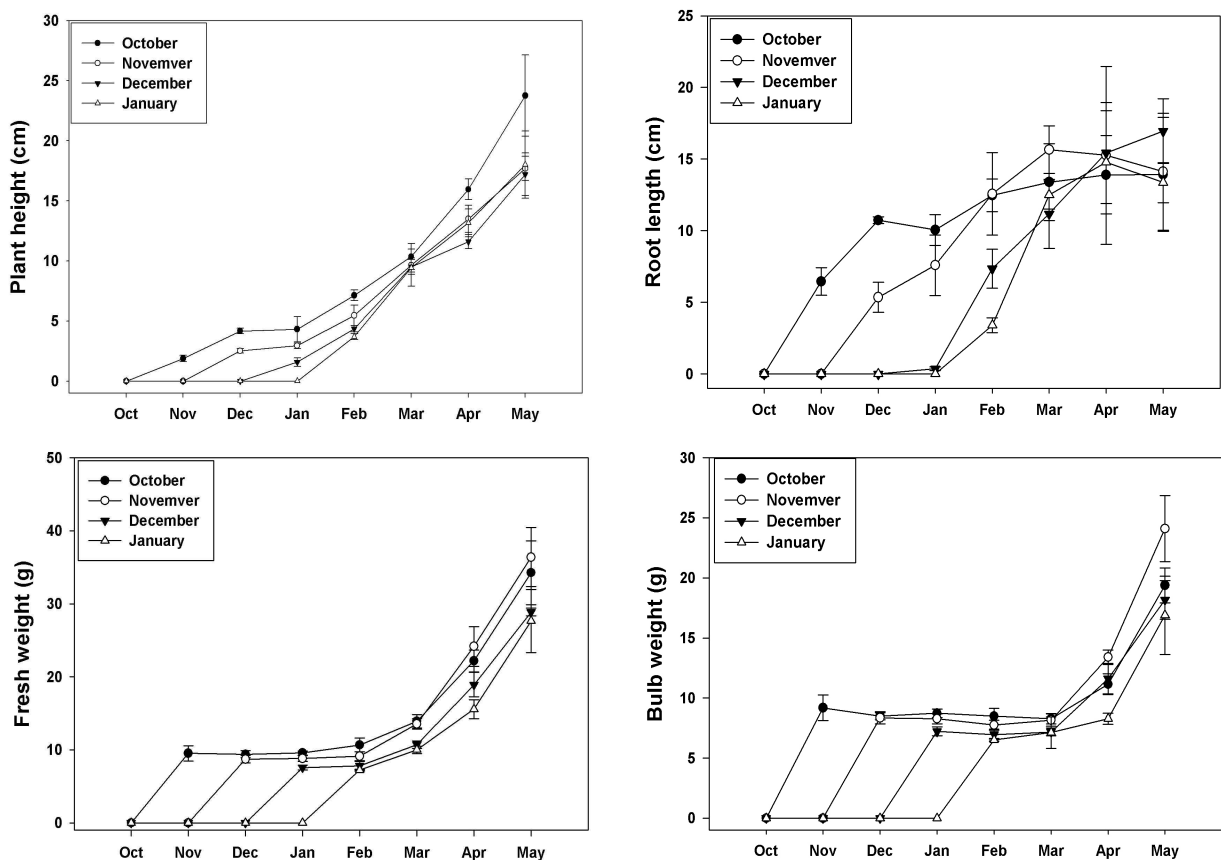 Plant height (cm)
30
25
20
15
10
5
0
October
Novemver
December
January
Oct Nov Dec Jan Feb Mar Apr May
Root length (cm)
25
20
15
10
5
0
October
Novemver
December
January
Oct Nov Dec Jan Feb Mar Apr May
Fresh weight (g)
50
40
30
20
10
0
October
Novemver
December
January
Oct Nov Dec Jan Feb Mar Apr May
Bulb weight (g)
30
25
20
15
10
5
0
October
Novemver
December
January
Oct Nov Dec Jan Feb Mar Apr May